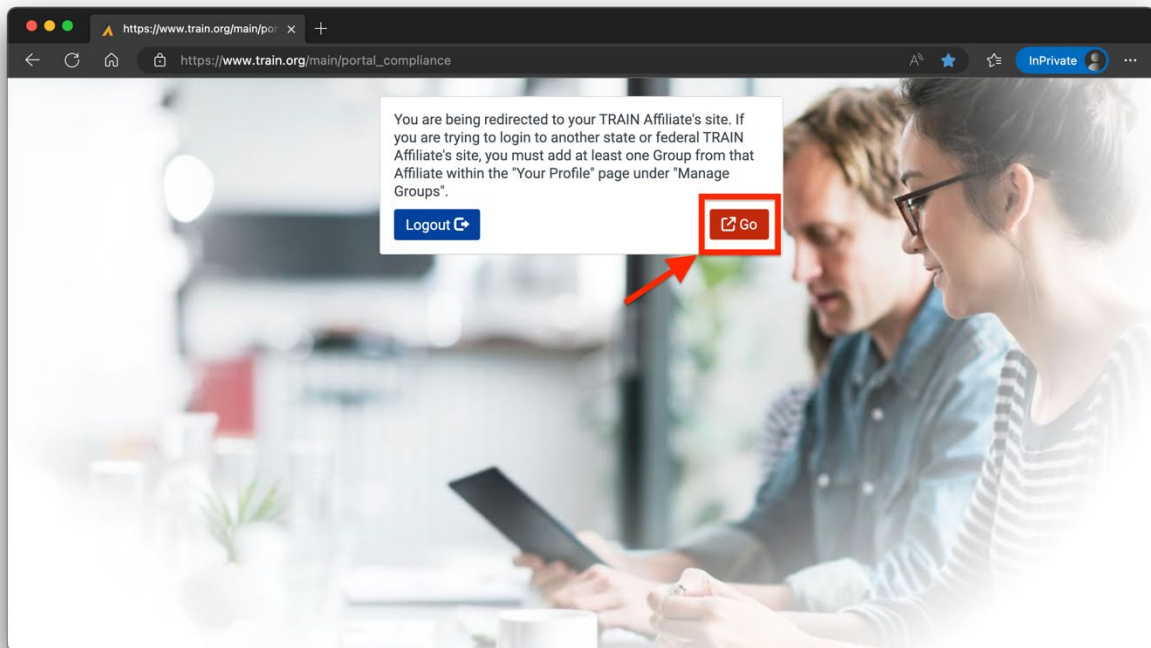 https://www.train.org/main/por
https://www.train.org/main/portal_compliance
InPrivate
You are being redirected to your TRAIN Affiliate's site. If
you are trying to login to another state or federal TRAIN
Affiliate's site, you must add at least one Group from that
Affiliate within the "Your Profile" page under "Manage
Groups".
Logout
Go